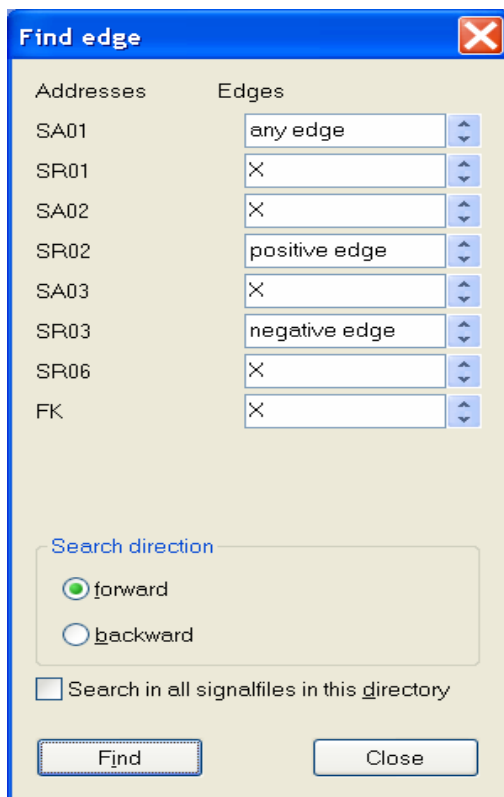 Find edge
Addresses Edges
SA01 any edge
SR01 X
SA02 X
SR02 positive edge
SA03 X
SR03 negative edge
SR06 X
FK X
Search direction
forward
backward
Search in all signalfiles in this directory
Find Close